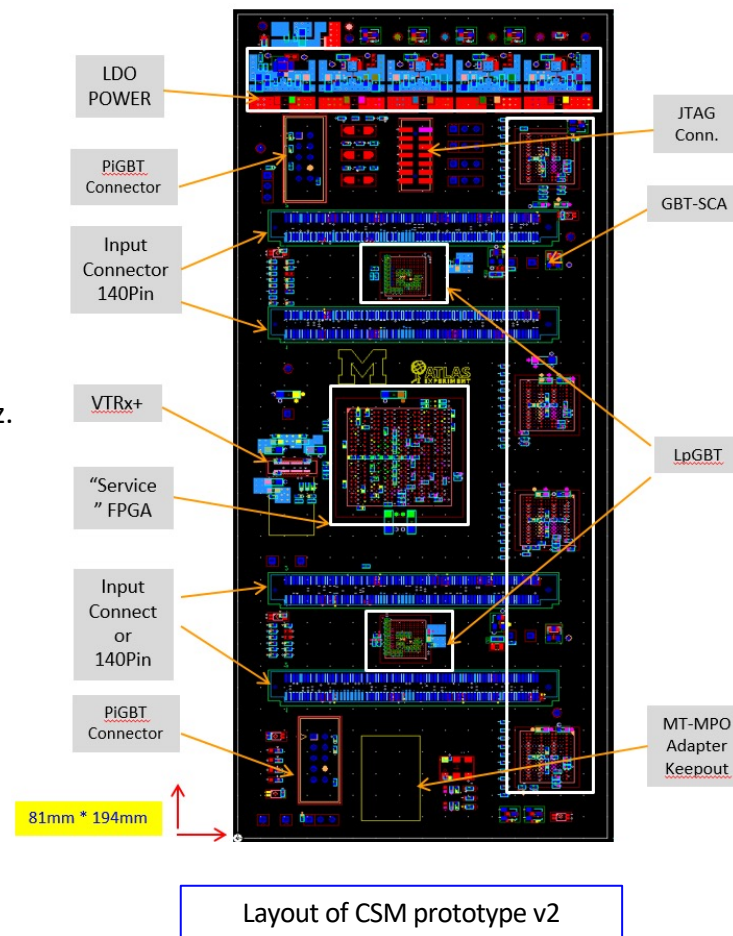 LDO
POWER
PiGBT
Connector
Input
Connector
140Pin
VTRx+
“Service
” FPGA
Input
Connect
or
140Pin
PiGBT
Connector
81mm * 194mm
z.
JTAG
Conn.
GBT-SCA
LpGBT
MT-MPO
Adapter
Keepout
M
ATLAS
EXPERIMENT
Layout of CSM prototype v2